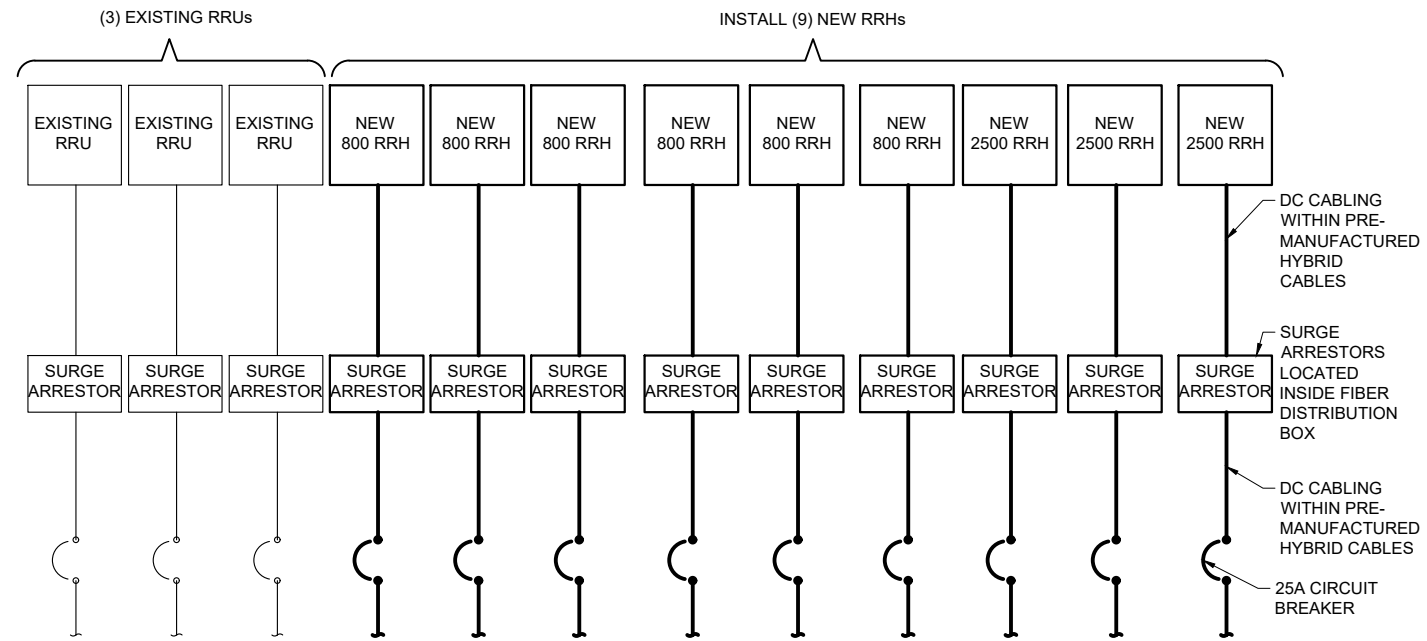 (3) EXISTING RRUs
INSTALL (9) NEW RRHs
EXISTING
RRU
EXISTING
RRU
EXISTING
RRU
NEW
800 RRH
NEW
800 RRH
NEW
800 RRH
NEW
800 RRH
NEW
800 RRH
NEW
800 RRH
NEW
2500 RRH
NEW
2500 RRH
NEW
2500 RRH
DC CABLING
WITHIN PRE-
MANUFACTURED
HYBRID
CABLES
SURGE
ARRESTOR
SURGE
ARRESTOR
SURGE
ARRESTOR
SURGE
ARRESTOR
SURGE
ARRESTOR
SURGE
ARRESTOR
SURGE
ARRESTOR
SURGE
ARRESTOR
SURGE
ARRESTOR
SURGE
ARRESTOR
SURGE
ARRESTOR
SURGE
ARRESTOR
SURGE
ARRESTORS
LOCATED
INSIDE FIBER
DISTRIBUTION
BOX
DC CABLING
WITHIN PRE-
MANUFACTURED
HYBRID CABLES
25A CIRCUIT
BREAKER